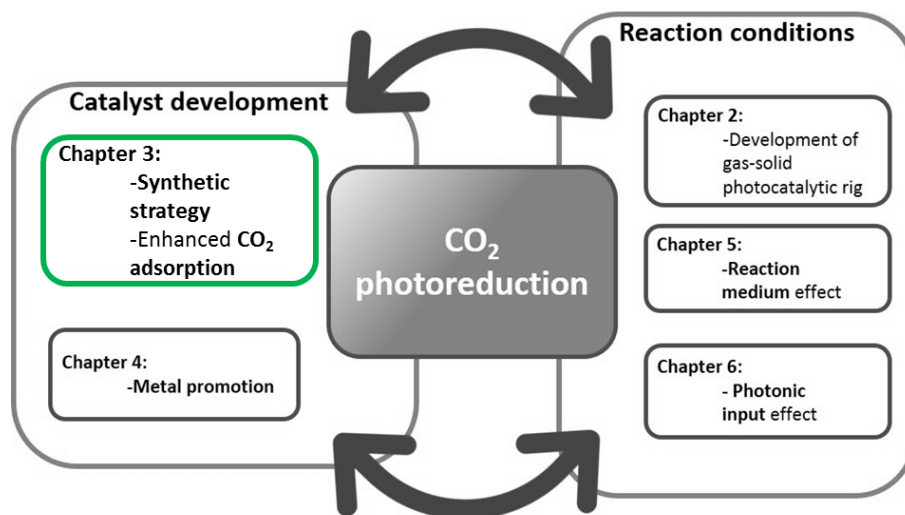 Catalyst development
Chapter 3:
-Synthetic
strategy
-Enhanced CO₂
adsorption
Chapter 4:
-Metal promotion
CO₂
photoreduction
Reaction conditions
Chapter 2:
-Development of
gas-solid
photocatalytic rig
Chapter 5:
-Reaction
medium effect
Chapter 6:
- Photonic
input effect